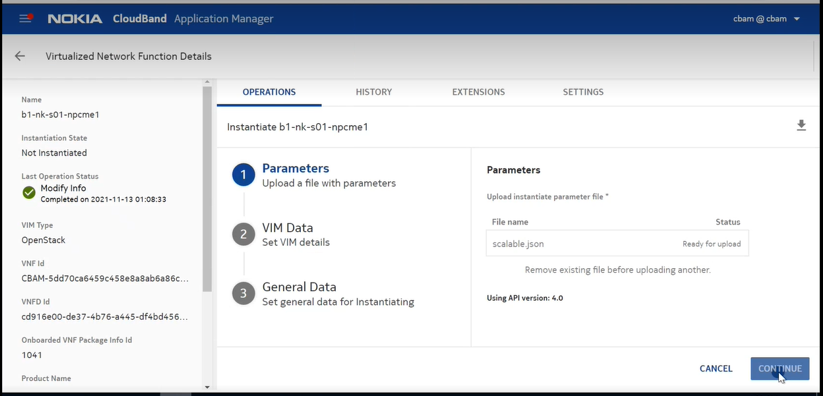 NOKIA CloudBand Application Manager
cbam @ cbam
Virtualized Network Function Details
Name
b1-nk-s01-npcme1
Instantiation State
Not Instantiated
Last Operation Status
Modify Info
Completed on 2021-11-13 01:08:33
VIM Type
OpenStack
VNF Id
CBAM-5dd70ca6459c458e8a8ab6a86c...
VNFD Id
cd916e00-de37-4b76-a445-df4bd456...
Onboarded VNF Package Info Id
1041
Product Name
OPERATIONS
HISTORY
EXTENSIONS
SETTINGS
Instantiate b1-nk-s01-npcme1
1
Parameters
Upload a file with parameters
2
VIM Data
Set VIM details
3
General Data
Set general data for Instantiating
Parameters
Upload instantiate parameter file *
File name Status
scalable.json Ready for upload
Remove existing file before uploading another.
Using API version: 4.0
CANCEL
CONTINUE